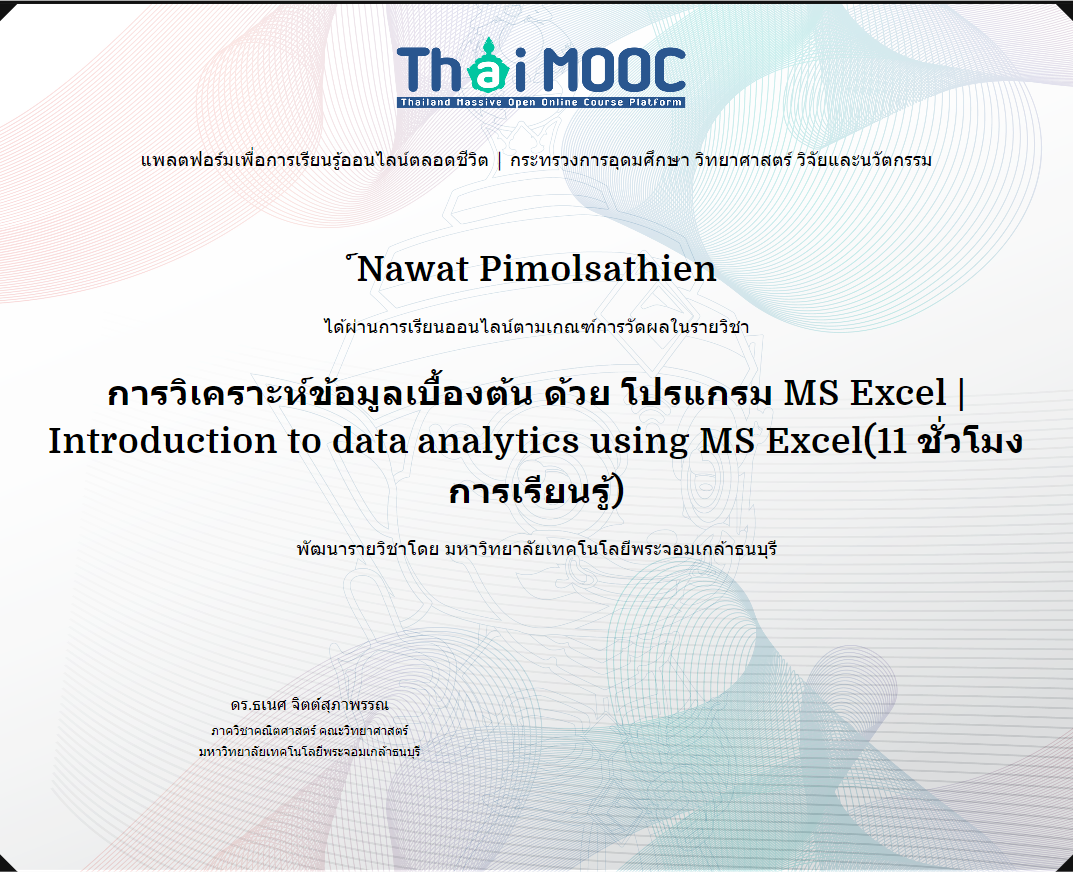 Thai MOOC
Thailand Massive Open Online Course Platform
แพลตฟอร์มเพื่อการเรียนรู้ออนไลน์ตลอดชีวิต | กระทรวงการอุดมศึกษา วิทยาศาสตร์ วิจัยและนวัตกรรม
์Nawat Pimolsathien
ได้ผ่านการเรียนออนไลน์ตามเกณฑ์การวัดผลในรายวิชา
การวิเคราะห์ข้อมูลเบื้องต้น ด้วย โปรแกรม MS Excel |
Introduction to data analytics using MS Excel(11 ชั่วโมง
การเรียนรู้)
พัฒนารายวิชาโดย มหาวิทยาลัยเทคโนโลยีพระจอมเกล้าธนบุรี
ดร.ธเนศ จิตต์สุภาพรรณ
ภาควิชาคณิตศาสตร์ คณะวิทยาศาสตร์
มหาวิทยาลัยเทคโนโลยีพระจอมเกล้าธนบุรี